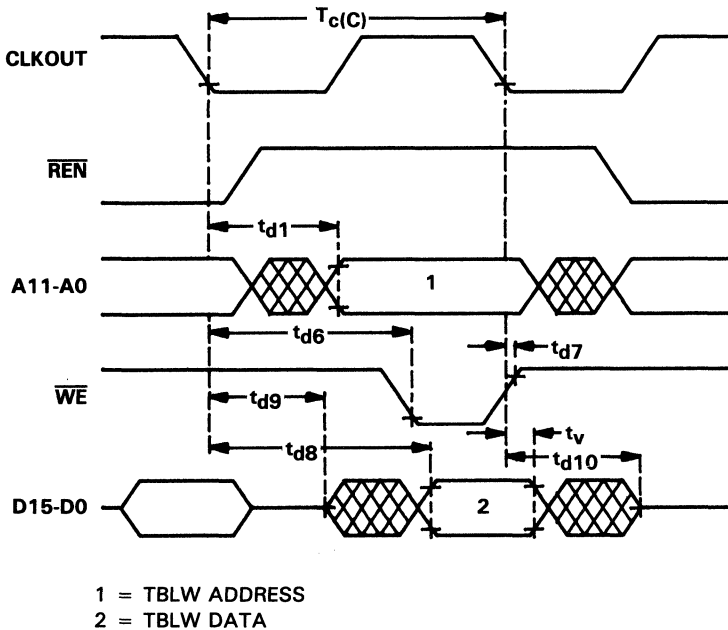 Tc(C)
CLKOUT
REN
td1
A11-A0
1
td6
td7
WE
td9
tv
td8
td10
D15-D0
2
1 = TBLW ADDRESS
2 = TBLW DATA